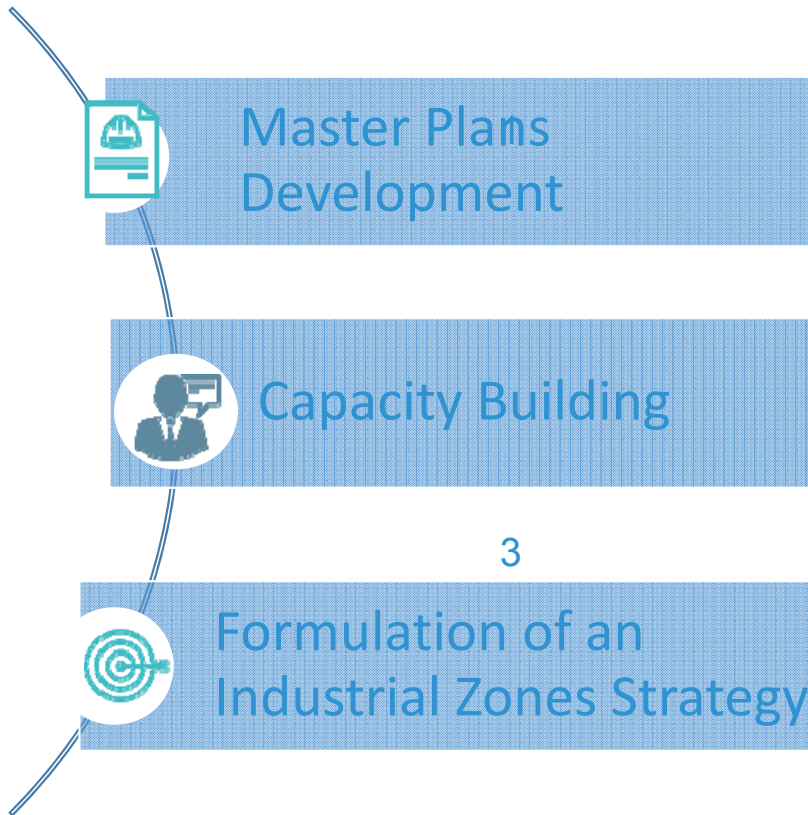 Master Plams
Development
Capacity Building
3
Formulation of an
Industrial Zones Strategy